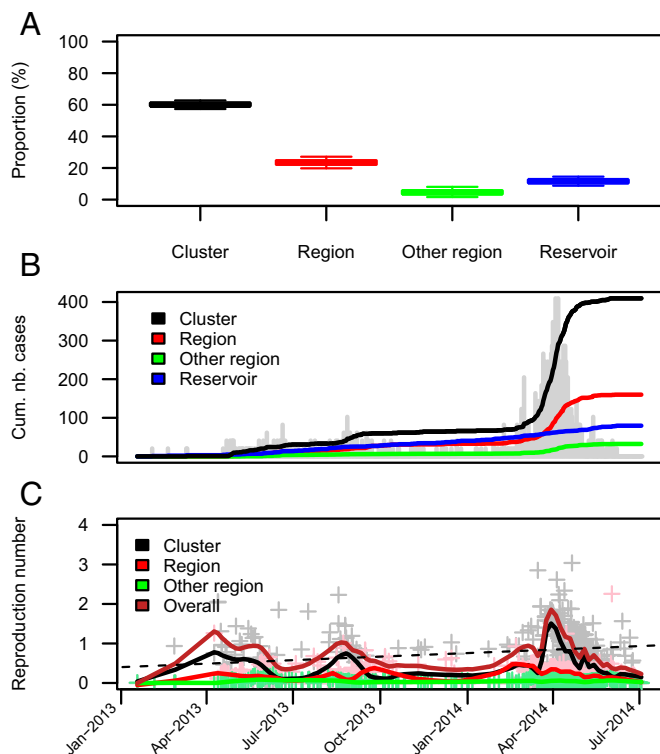 A
Proportion (%)
100
80
60
40
20
0
Cluster
Region
Other region
Reservoir
B
Cum. nb. cases
400
300
200
100
0
Cluster
Region
Other region
Reservoir
C
Reproduction number
4
3
2
1
0
Cluster
Region
Other region
Overall
Jan−2013
Apr−2013
Jul−2013
Oct−2013
Jan−2014
Apr−2014
Jul−2014